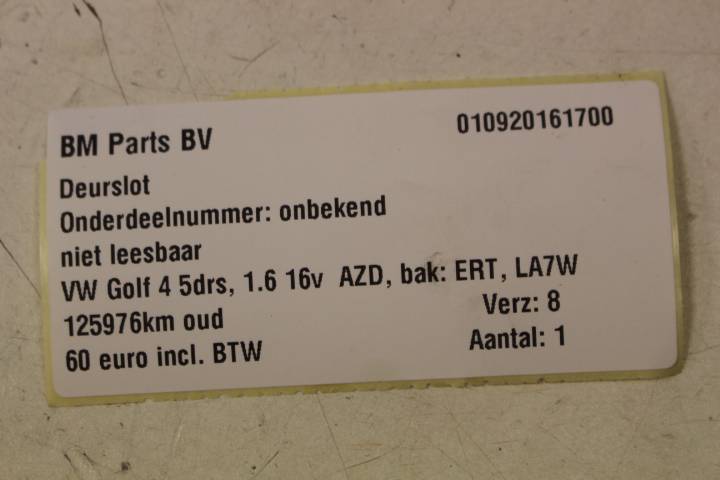 BM Parts BV 010920161700
Deurslot
Onderdeelnummer: onbekend
niet leesbaar
VW Golf 4 5drs, 1.6 16v AZD, bak: ERT, LA7W
125976km oud Verz: 8
60 euro incl. BTW Aantal: 1